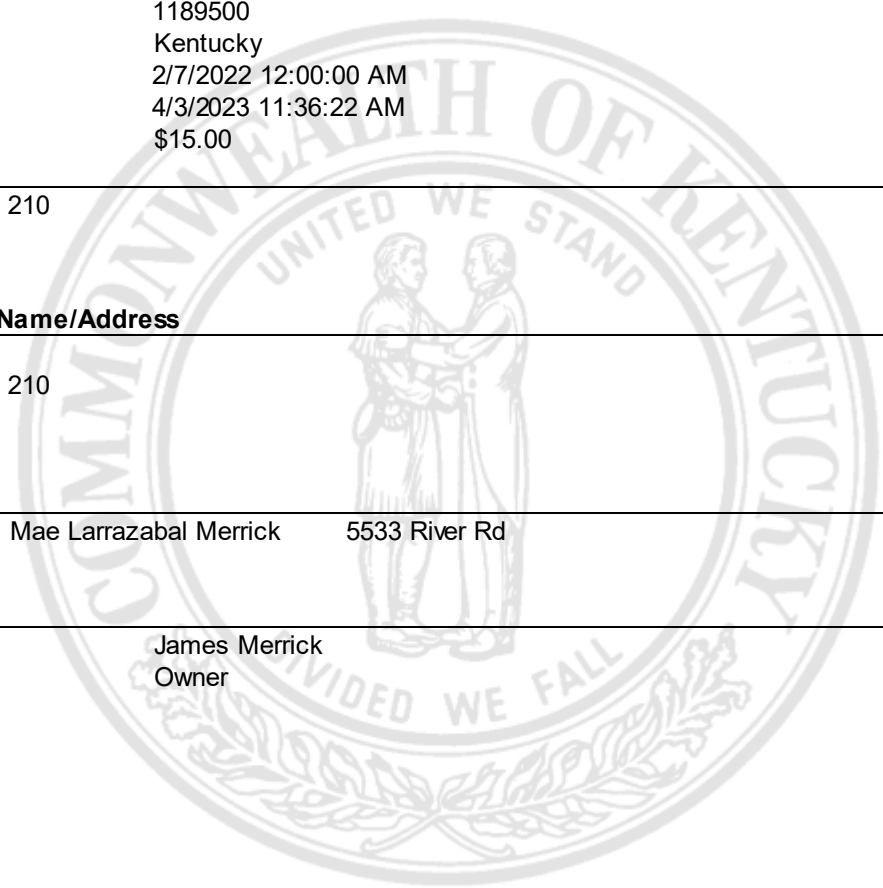 1189500
Kentucky
2/7/2022 12:00:00 AM
4/3/2023 11:36:22 AM
$15.00
210
Name/Address
210
Mae Larrazabal Merrick 5533 River Rd
James Merrick
Owner
COMMONWEALTH OF KENTUCKY
UNITED WE STAND
DIVIDED WE FALL